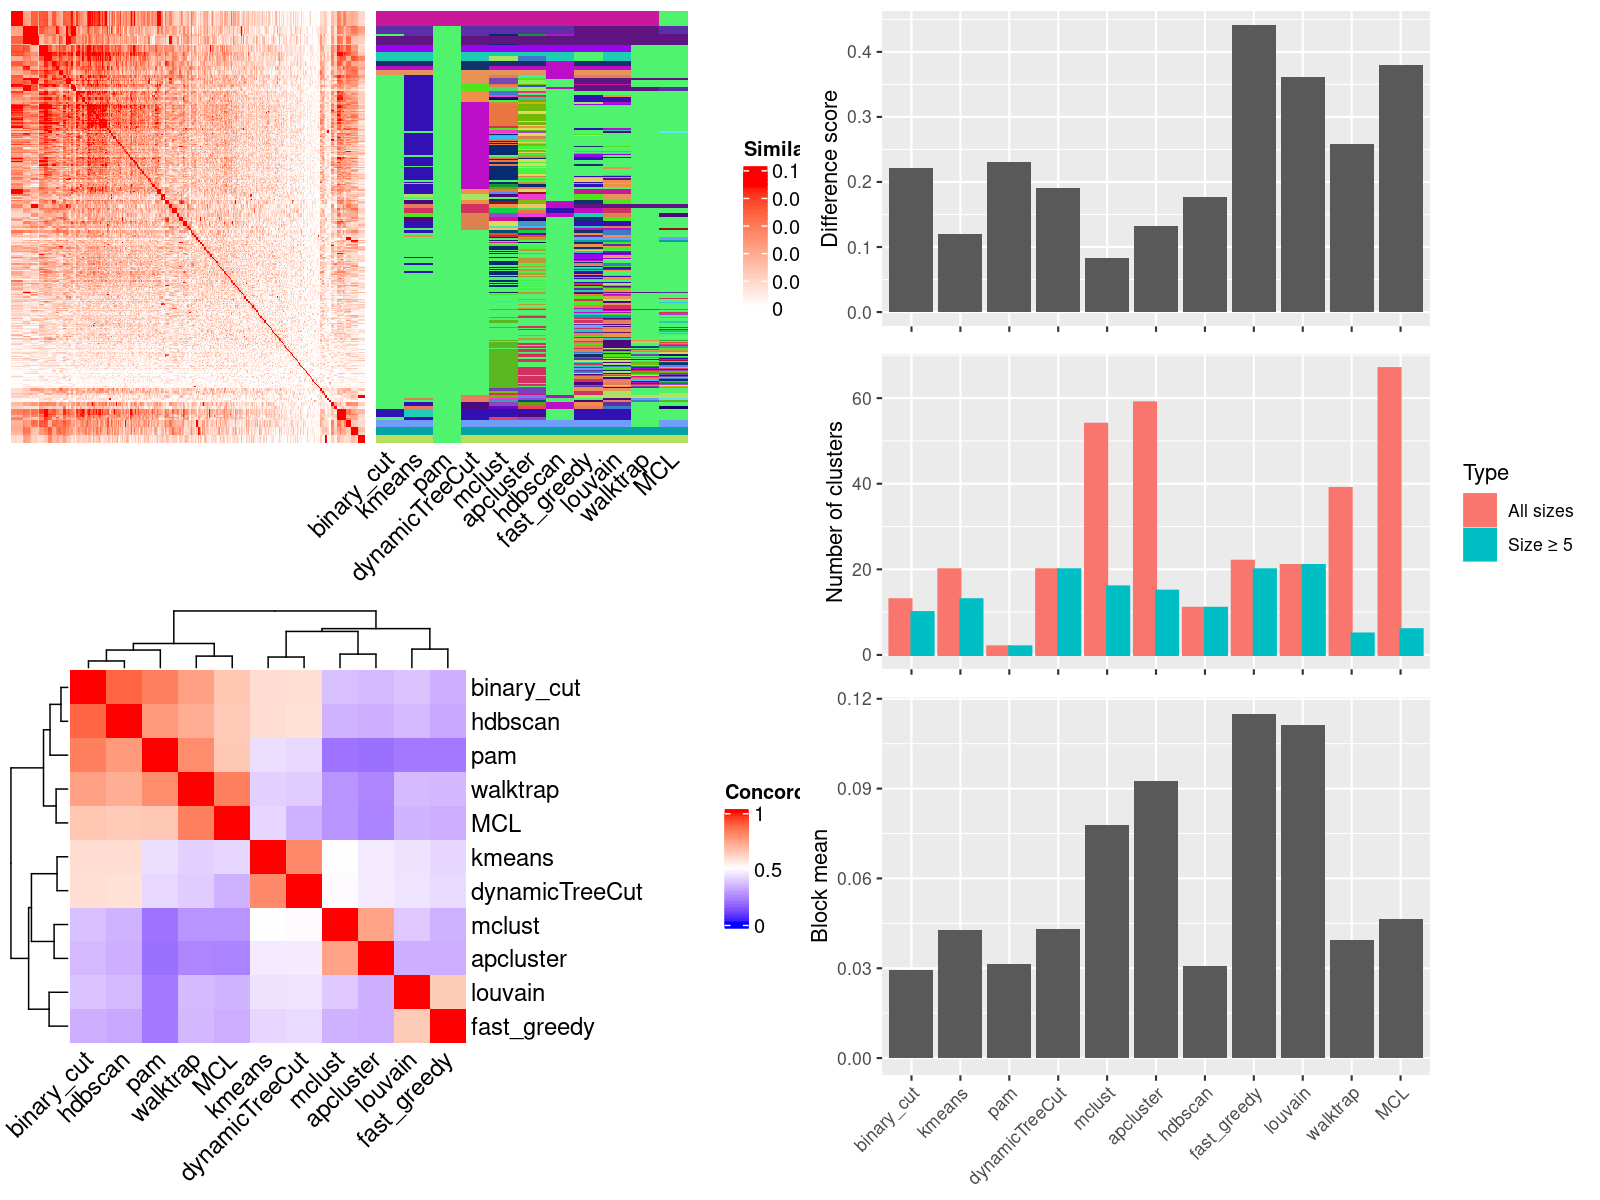 Simila
0.1
0.0
0.0
0.0
0.0
0
binary_cut
kmeans
pam
dynamicTreeCut
mclust
apcluster
hdbscan
fast_greedy
louvain
walktrap
MCL
binary_cut
hdbscan
pam
walktrap
MCL
kmeans
dynamicTreeCut
mclust
apcluster
louvain
fast_greedy
binary_cut
hdbscan
pam
walktrap
MCL
kmeans
dynamicTreeCut
mclust
apcluster
louvain
fast_greedy
Concord
1
0.5
0
Difference score
0.4
0.3
0.2
0.1
0.0
Number of clusters
60
40
20
0
Type
All sizes
Size ≥ 5
Block mean
0.12
0.09
0.06
0.03
0.00
binary_cut
kmeans
pam
dynamicTreeCut
mclust
apcluster
hdbscan
fast_greedy
louvain
walktrap
MCL